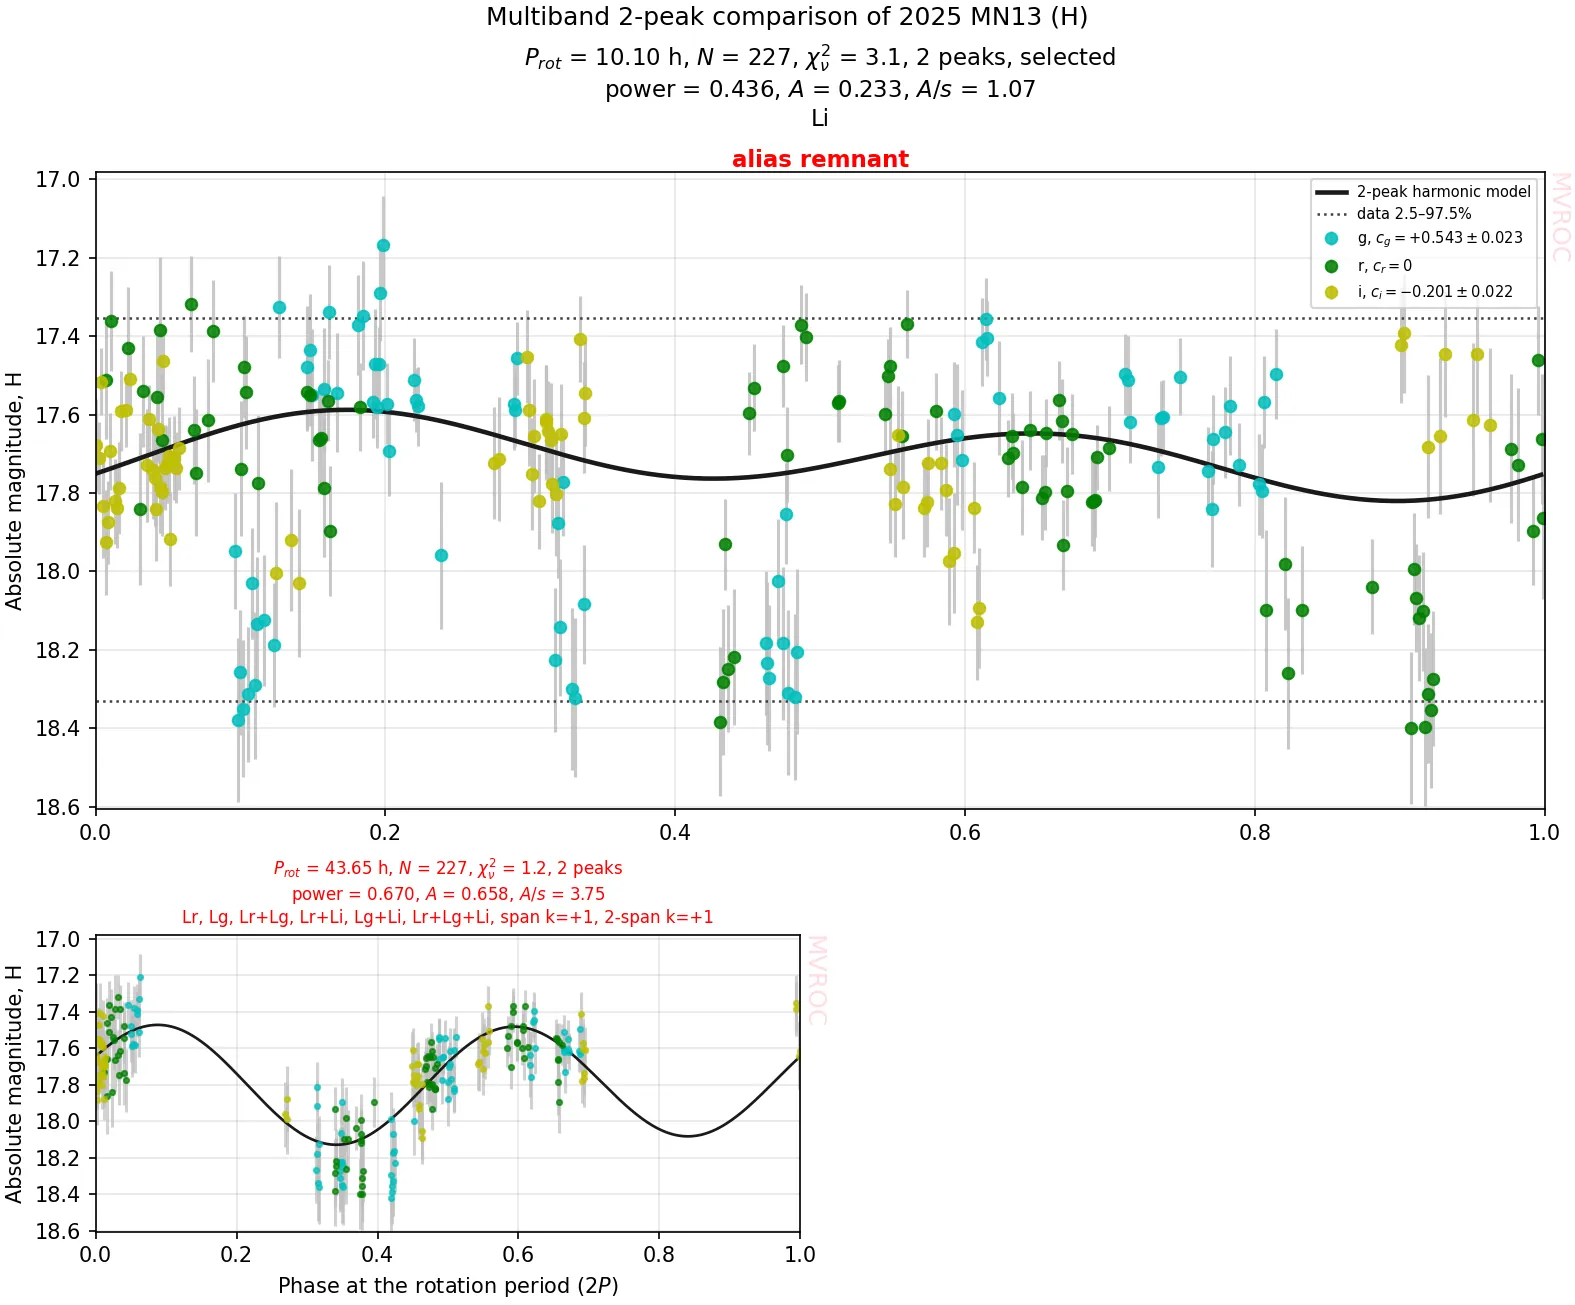 Multiband 2-peak comparison of 2025 MN13 (H)
P_rot = 10.10 h, N = 227, χ²_ν = 3.1, 2 peaks, selected
power = 0.436, A = 0.233, A/s = 1.07
Li
alias remnant
MVROC
2-peak harmonic model
data 2.5–97.5%
g, c_g = +0.543 ± 0.023
r, c_r = 0
i, c_i = −0.201 ± 0.022
Absolute magnitude, H
17.0
17.2
17.4
17.6
17.8
18.0
18.2
18.4
18.6
0.0 0.2 0.4 0.6 0.8 1.0
P_rot = 43.65 h, N = 227, χ²_ν = 1.2, 2 peaks
power = 0.670, A = 0.658, A/s = 3.75
Lr, Lg, Lr+Lg, Lr+Li, Lg+Li, Lr+Lg+Li, span k=+1, 2-span k=+1
MVROC
Absolute magnitude, H
17.0
17.2
17.4
17.6
17.8
18.0
18.2
18.4
18.6
0.0 0.2 0.4 0.6 0.8 1.0
Phase at the rotation period (2P)